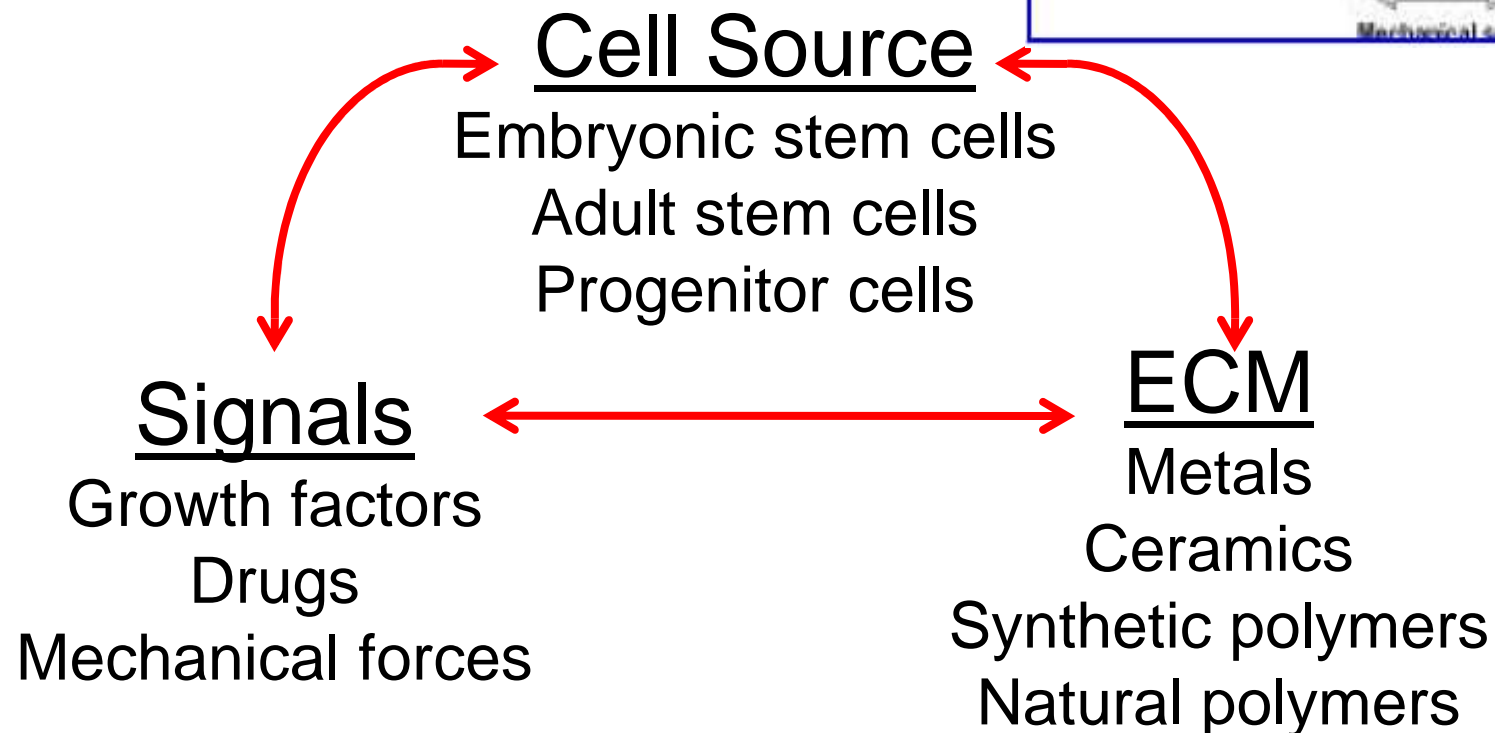 Mechanical
Cell Source
Embryonic stem cells
Adult stem cells
Progenitor cells
Signals
Growth factors
Drugs
Mechanical forces
ECM
Metals
Ceramics
Synthetic polymers
Natural polymers